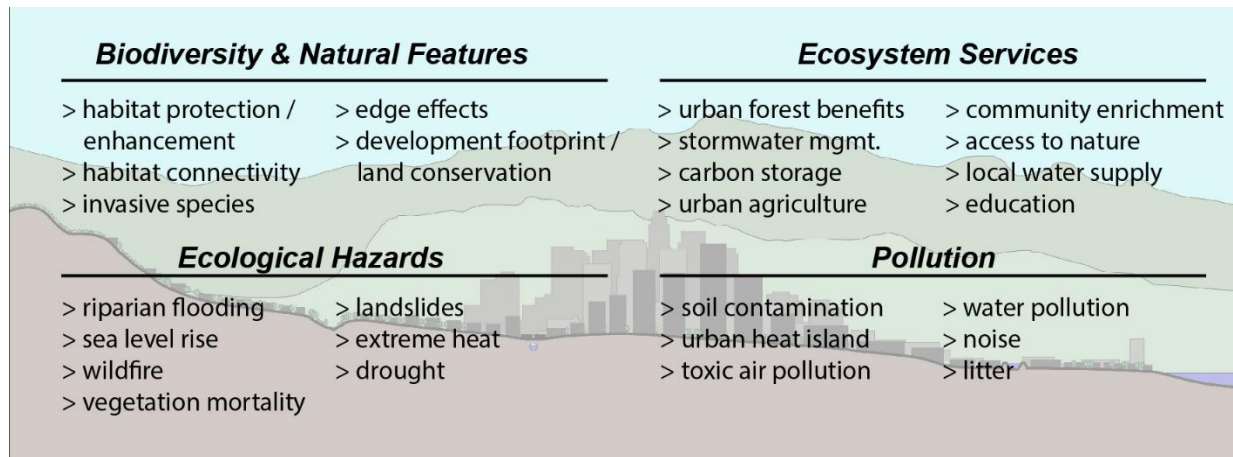 Biodiversity & Natural Features
> habitat protection /
enhancement
> habitat connectivity
> invasive species
> edge effects
> development footprint /
land conservation
Ecosystem Services
> urban forest benefits
> stormwater mgmt.
> carbon storage
> urban agriculture
> community enrichment
> access to nature
> local water supply
> education
Ecological Hazards
> riparian flooding
> sea level rise
> wildfire
> vegetation mortality
> landslides
> extreme heat
> drought
Pollution
> soil contamination
> urban heat island
> toxic air pollution
> water pollution
> noise
> litter